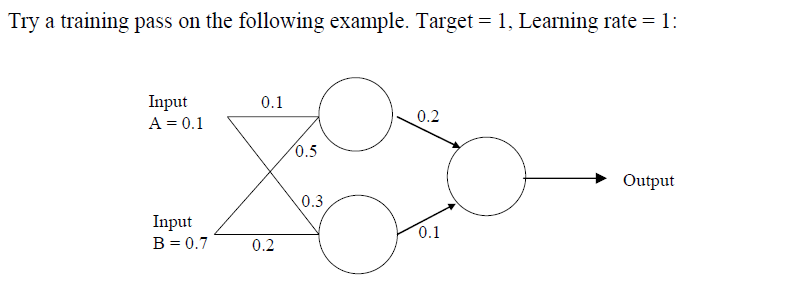 Try a training pass on the following example. Target = 1, Learning rate = 1:
Input
A = 0.1
0.1
0.2
0.5
Output
0.3
Input
B = 0.7
0.2
0.1